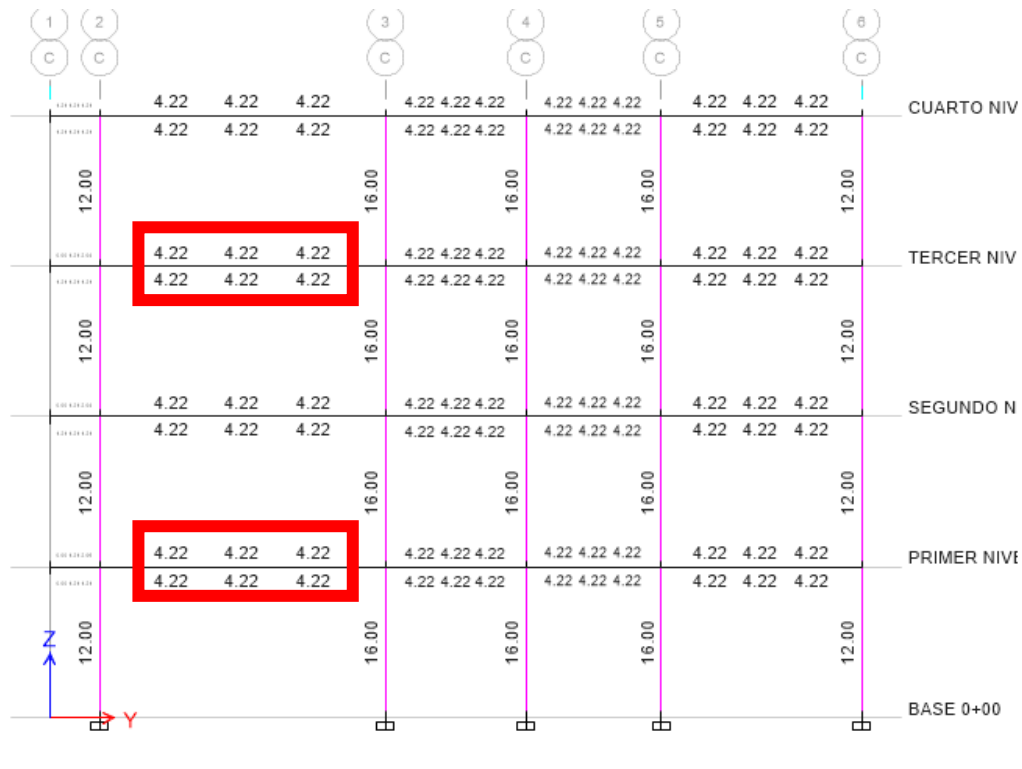 1 2 3 4 5 6
C C C C C C
4.22 4.22 4.22 4.22 4.22 4.22 4.22 4.22 4.22 4.22 4.22 4.22
CUARTO NIV
4.22 4.22 4.22 4.22 4.22 4.22 4.22 4.22 4.22 4.22 4.22 4.22
12.00 16.00 16.00 16.00 12.00
4.22 4.22 4.22 4.22 4.22 4.22 4.22 4.22 4.22 4.22 4.22 4.22
TERCER NIV
4.22 4.22 4.22 4.22 4.22 4.22 4.22 4.22 4.22 4.22 4.22 4.22
12.00 16.00 16.00 16.00 12.00
4.22 4.22 4.22 4.22 4.22 4.22 4.22 4.22 4.22 4.22 4.22 4.22
SEGUNDO N
4.22 4.22 4.22 4.22 4.22 4.22 4.22 4.22 4.22 4.22 4.22 4.22
12.00 16.00 16.00 16.00 12.00
4.22 4.22 4.22 4.22 4.22 4.22 4.22 4.22 4.22 4.22 4.22 4.22
PRIMER NIVE
4.22 4.22 4.22 4.22 4.22 4.22 4.22 4.22 4.22 4.22 4.22 4.22
12.00 16.00 16.00 16.00 12.00
Z
Y
BASE 0+00